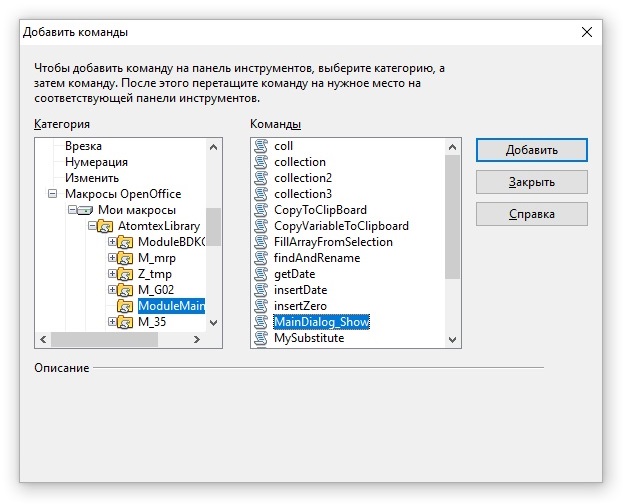 Добавить команды
Чтобы добавить команду на панель инструментов, выберите категорию, а
затем команду. После этого перетащите команду на нужное место на
соответствующей панели инструментов.
Категория
Врезка
Нумерация
Изменить
Макросы OpenOffice
Мои макросы
AtomtexLibrary
ModuleBDKG
M_mrp
Z_tmp
M_G02
ModuleMain
M_35
Команды
coll
collection
collection2
collection3
CopyToClipBoard
CopyVariableToClipboard
FillArrayFromSelection
findAndRename
getDate
insertDate
insertZero
MainDialog_Show
MySubstitute
Добавить
Закрыть
Справка
Описание